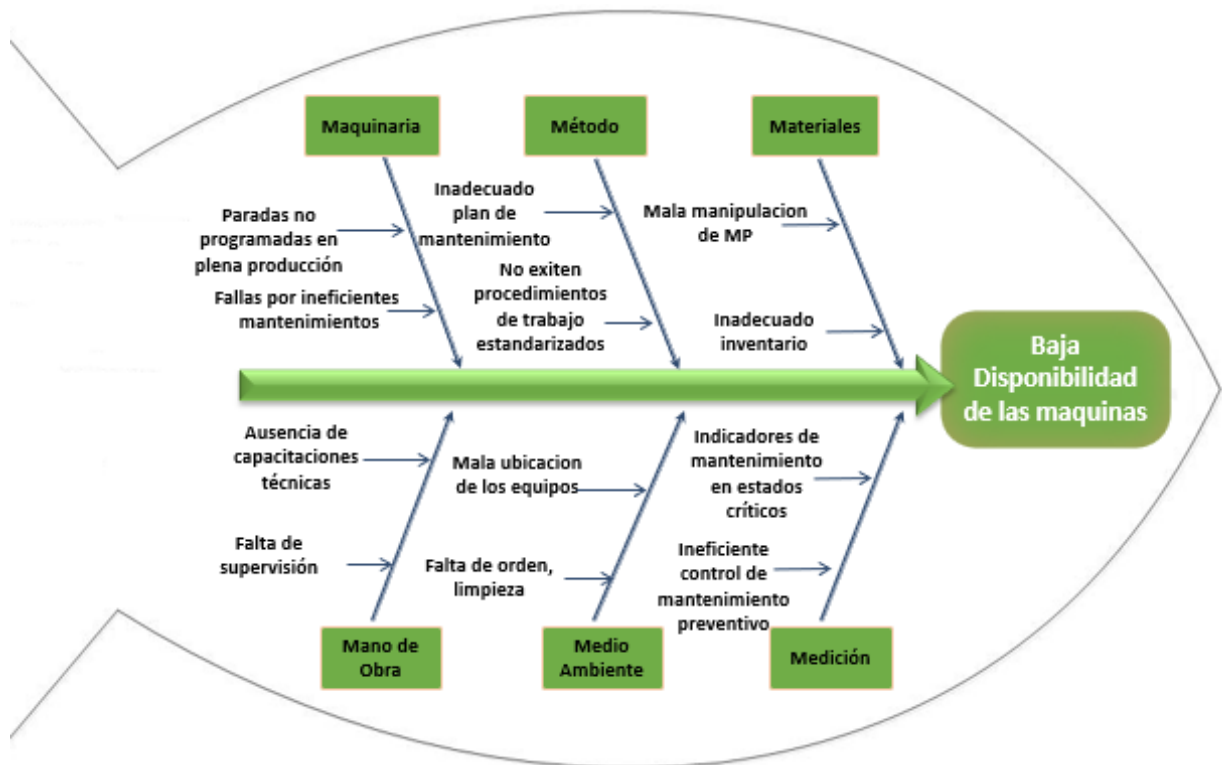 Maquinaria
Método
Materiales
Paradas no
programadas en
plena producción
Fallas por ineficientes
mantenimientos
Inadecuado
plan de
mantenimiento
No exiten
procedimientos
de trabajo
estandarizados
Mala manipulacion
de MP
Inadecuado
inventario
Baja
Disponibilidad
de las maquinas
Ausencia de
capacitaciones
técnicas
Falta de
supervisión
Mala ubicacion
de los equipos
Falta de orden,
limpieza
Indicadores de
mantenimiento
en estados
críticos
Ineficiente
control de
mantenimiento
preventivo
Mano de
Obra
Medio
Ambiente
Medición